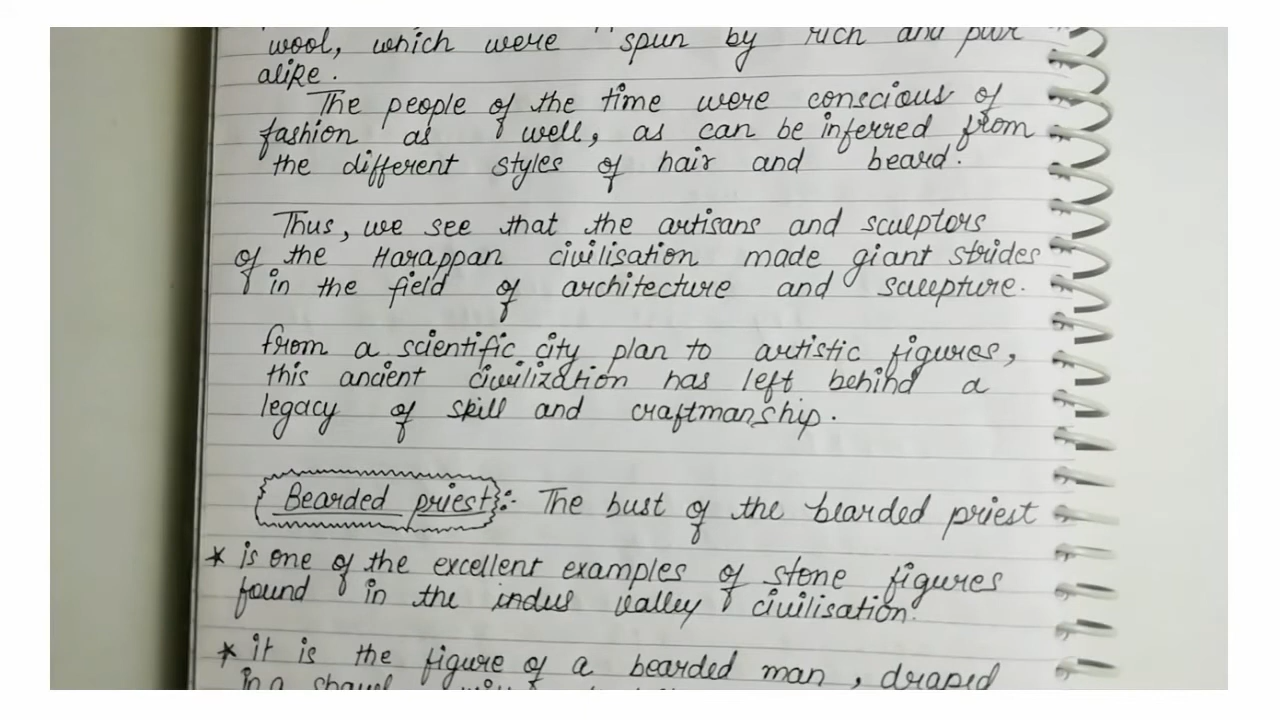 wool, which were spun by rich and poor
alike.
The people of the time were conscious of
fashion as well, as can be inferred from
the different styles of hair and beard.
Thus, we see that the artisans and sculptors
of the Harappan civilisation made giant strides
in the field of architecture and sculpture.
from a scientific city plan to artistic figures,
this ancient civilization has left behind a
legacy of skill and craftmanship.
Bearded priest:- The bust of the bearded priest
* is one of the excellent examples of stone figures
found in the indus valley civilisation.
* it is the figure of a bearded man, draped
in a shawl